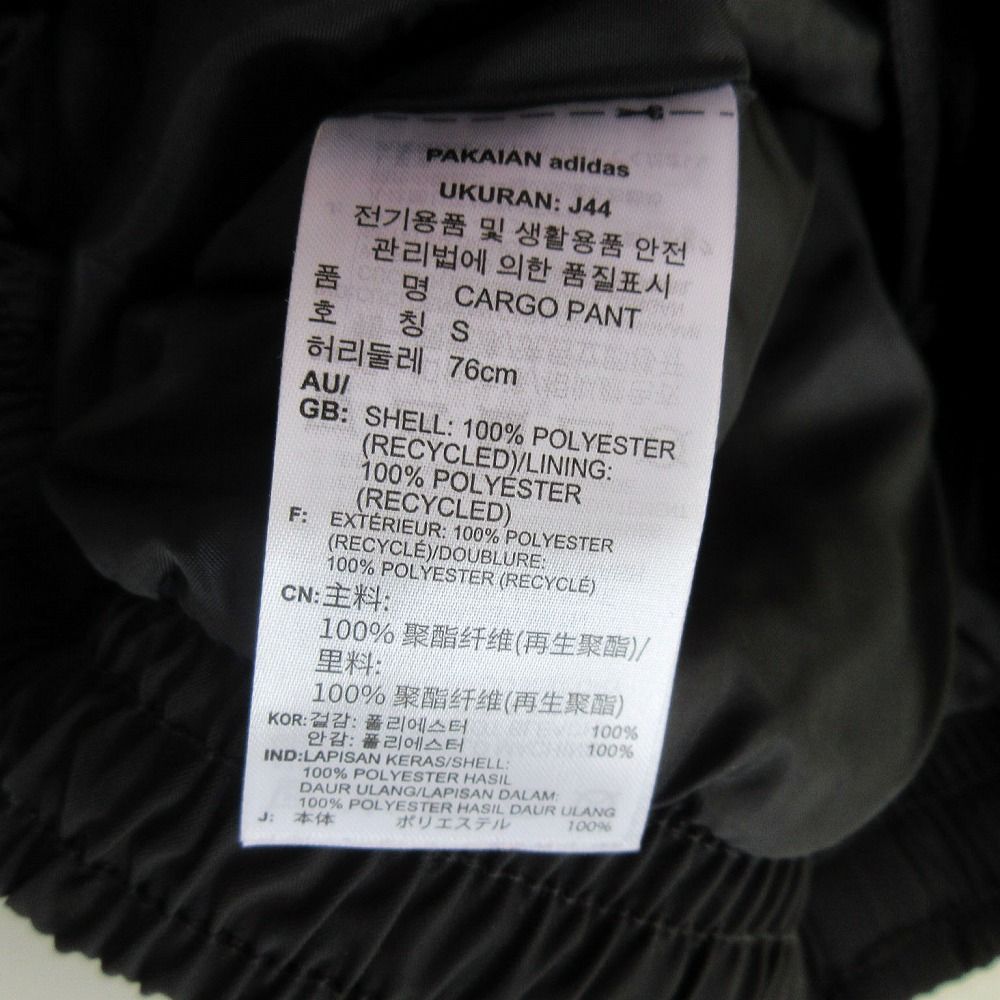 PAKAIAN adidas
UKURAN: J44
전기용품 및 생활용품 안전
관리법에 의한 품질표시
품 명 CARGO PANT
호 칭 S
허리둘레 76cm
AU/
GB: SHELL: 100% POLYESTER
(RECYCLED)/LINING:
100% POLYESTER
(RECYCLED)
F: EXTÉRIEUR: 100% POLYESTER
(RECYCLÉ)/DOUBLURE:
100% POLYESTER (RECYCLÉ)
CN: 主料:
100% 聚酯纤维(再生聚酯)/
里料:
100% 聚酯纤维(再生聚酯)
KOR: 겉감: 폴리에스터 100%
안감: 폴리에스터 100%
IND:LAPISAN KERAS/SHELL:
100% POLYESTER HASIL
DAUR ULANG/LAPISAN DALAM:
100% POLYESTER HASIL DAUR ULANG
J: 本体 ポリエステル 100%